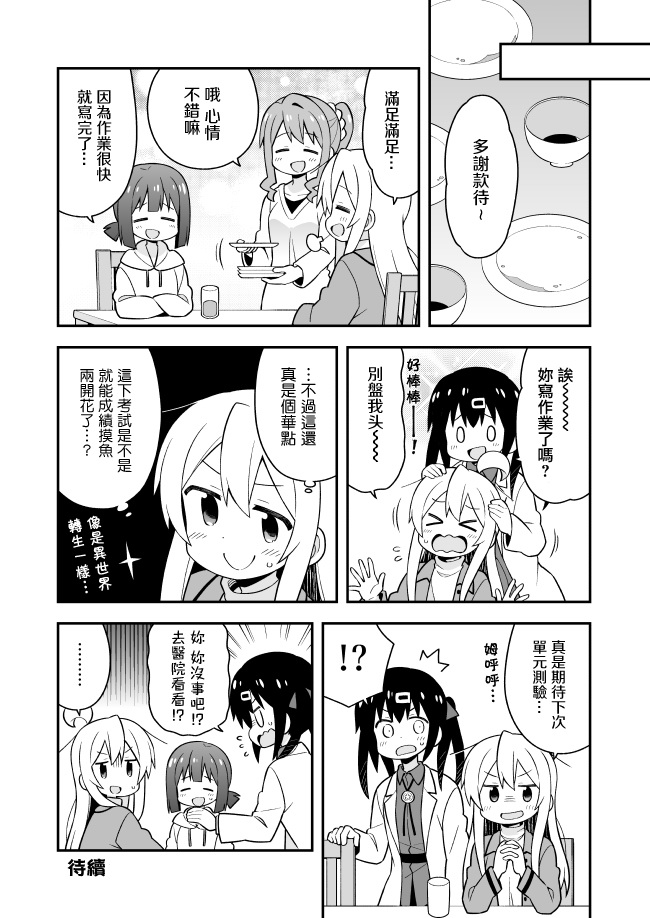 多謝款待~
滿足滿足…
哦 心情
不錯嘛
因為作業很快
就寫完了…
誒~~~~
妳寫作業了嗎?
好棒棒——!
別盤我头~~~
…不過這還
真是個華點
這下考試是不是
就能成績摸魚
兩開花了…?
像是異世界
轉生一樣…
真是期待下次
單元測驗…
姆呼呼…
!?
妳 妳沒事吧!?
去醫院看看!?
………
待續